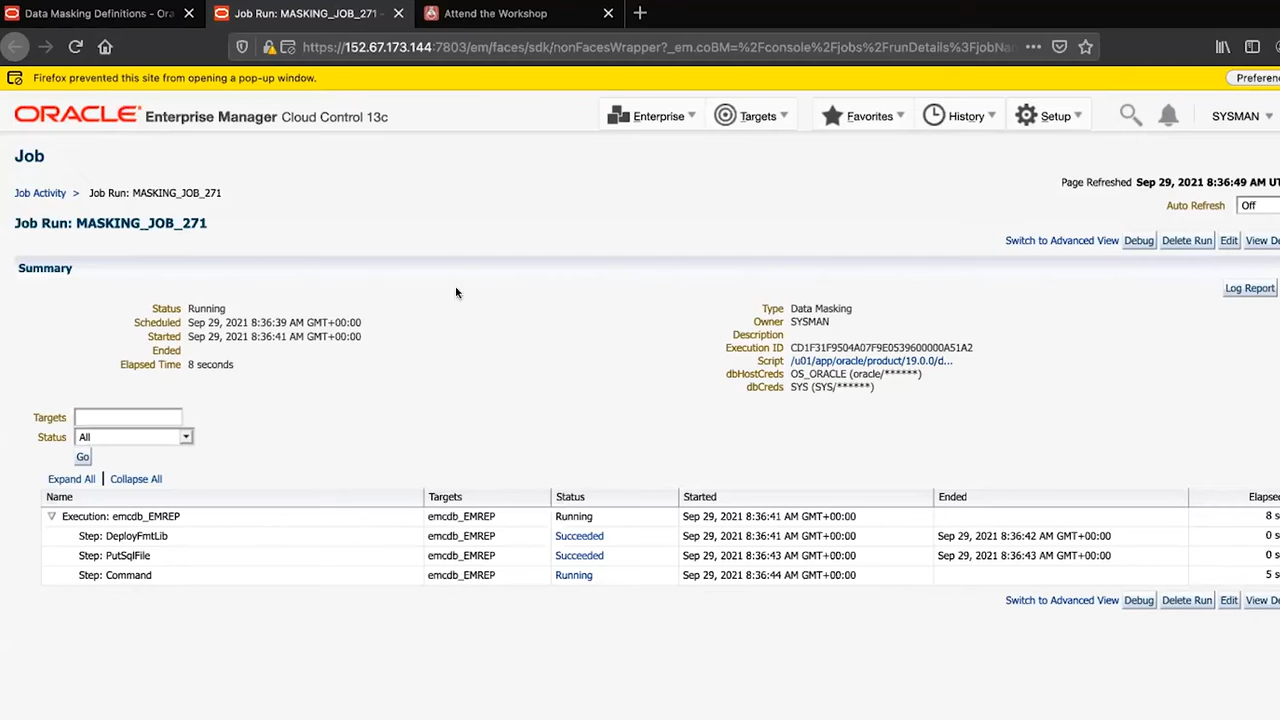 Data Masking Definitions - Ora
Job Run: MASKING_JOB_271 -
Attend the Workshop
https://152.67.173.144:7803/em/faces/sdk/nonFacesWrapper?_em.coBM=%2Fconsole%2Fjobs%2FrunDetails%3FjobNa
Firefox prevented this site from opening a pop-up window.
Preferen
ORACLE Enterprise Manager Cloud Control 13c
Enterprise
Targets
Favorites
History
Setup
SYSMAN
Job
Page Refreshed Sep 29, 2021 8:36:49 AM UT
Job Activity > Job Run: MASKING_JOB_271
Auto Refresh Off
Job Run: MASKING_JOB_271
Switch to Advanced View Debug Delete Run Edit View De
Summary
Log Report
Status Running
Scheduled Sep 29, 2021 8:36:39 AM GMT+00:00
Started Sep 29, 2021 8:36:41 AM GMT+00:00
Ended
Elapsed Time 8 seconds
Type Data Masking
Owner SYSMAN
Description
Execution ID CD1F31F9504A07F9E0539600000A51A2
Script /u01/app/oracle/product/19.0.0/d...
dbHostCreds OS_ORACLE (oracle/******)
dbCreds SYS (SYS/******)
Targets
Status All
Go
Expand All | Collapse All
Name Targets Status Started Ended Elapse
Execution: emcdb_EMREP emcdb_EMREP Running Sep 29, 2021 8:36:41 AM GMT+00:00 8 s
Step: DeployFmtLib emcdb_EMREP Succeeded Sep 29, 2021 8:36:41 AM GMT+00:00 Sep 29, 2021 8:36:42 AM GMT+00:00 0 s
Step: PutSqlFile emcdb_EMREP Succeeded Sep 29, 2021 8:36:43 AM GMT+00:00 Sep 29, 2021 8:36:43 AM GMT+00:00 0 s
Step: Command emcdb_EMREP Running Sep 29, 2021 8:36:44 AM GMT+00:00 5 s
Switch to Advanced View Debug Delete Run Edit View De